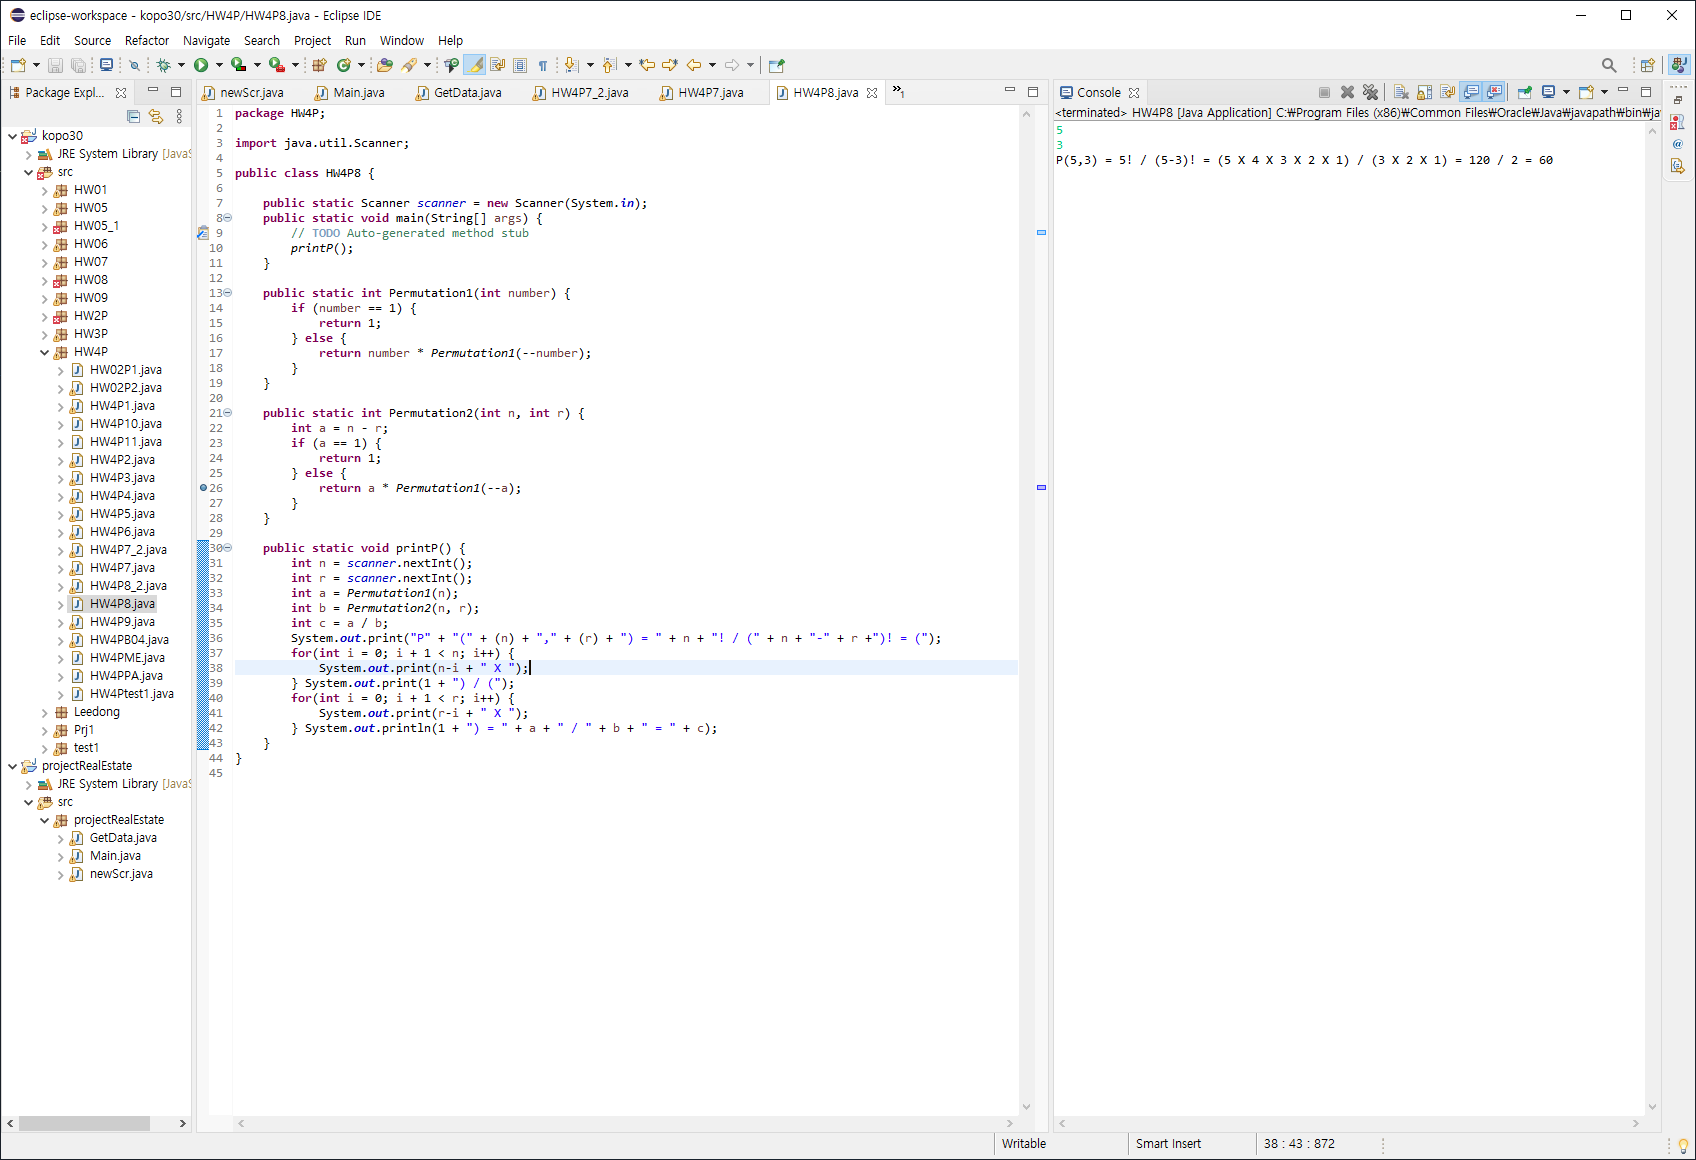 eclipse-workspace - kopo30/src/HW4P/HW4P8.java - Eclipse IDE
File Edit Source Refactor Navigate Search Project Run Window Help
Package Expl...
newScr.java Main.java GetData.java HW4P7_2.java HW4P7.java HW4P8.java »1
Console
kopo30
JRE System Library [JavaS
src
HW01
HW05
HW05_1
HW06
HW07
HW08
HW09
HW2P
HW3P
HW4P
HW02P1.java
HW02P2.java
HW4P1.java
HW4P10.java
HW4P11.java
HW4P2.java
HW4P3.java
HW4P4.java
HW4P5.java
HW4P6.java
HW4P7_2.java
HW4P7.java
HW4P8_2.java
HW4P8.java
HW4P9.java
HW4PB04.java
HW4PME.java
HW4PPA.java
HW4Ptest1.java
Leedong
Prj1
test1
projectRealEstate
JRE System Library [JavaS
src
projectRealEstate
GetData.java
Main.java
newScr.java
1 package HW4P;
2
3 import java.util.Scanner;
4
5 public class HW4P8 {
6
7 public static Scanner scanner = new Scanner(System.in);
8 public static void main(String[] args) {
9 // TODO Auto-generated method stub
10 printP();
11 }
12
13 public static int Permutation1(int number) {
14 if (number == 1) {
15 return 1;
16 } else {
17 return number * Permutation1(--number);
18 }
19 }
20
21 public static int Permutation2(int n, int r) {
22 int a = n - r;
23 if (a == 1) {
24 return 1;
25 } else {
26 return a * Permutation1(--a);
27 }
28 }
29
30 public static void printP() {
31 int n = scanner.nextInt();
32 int r = scanner.nextInt();
33 int a = Permutation1(n);
34 int b = Permutation2(n, r);
35 int c = a / b;
36 System.out.print("P" + "(" + (n) + "," + (r) + ") = " + n + "! / (" + n + "-" + r +")! = (");
37 for(int i = 0; i + 1 < n; i++) {
38 System.out.print(n-i + " X ");
39 } System.out.print(1 + ") / (");
40 for(int i = 0; i + 1 < r; i++) {
41 System.out.print(r-i + " X ");
42 } System.out.println(1 + ") = " + a + " / " + b + " = " + c);
43 }
44 }
45
<terminated> HW4P8 [Java Application] C:₩Program Files (x86)₩Common Files₩Oracle₩Java₩javapath₩bin₩ja
5
3
P(5,3) = 5! / (5-3)! = (5 X 4 X 3 X 2 X 1) / (3 X 2 X 1) = 120 / 2 = 60
Writable Smart Insert 38 : 43 : 872